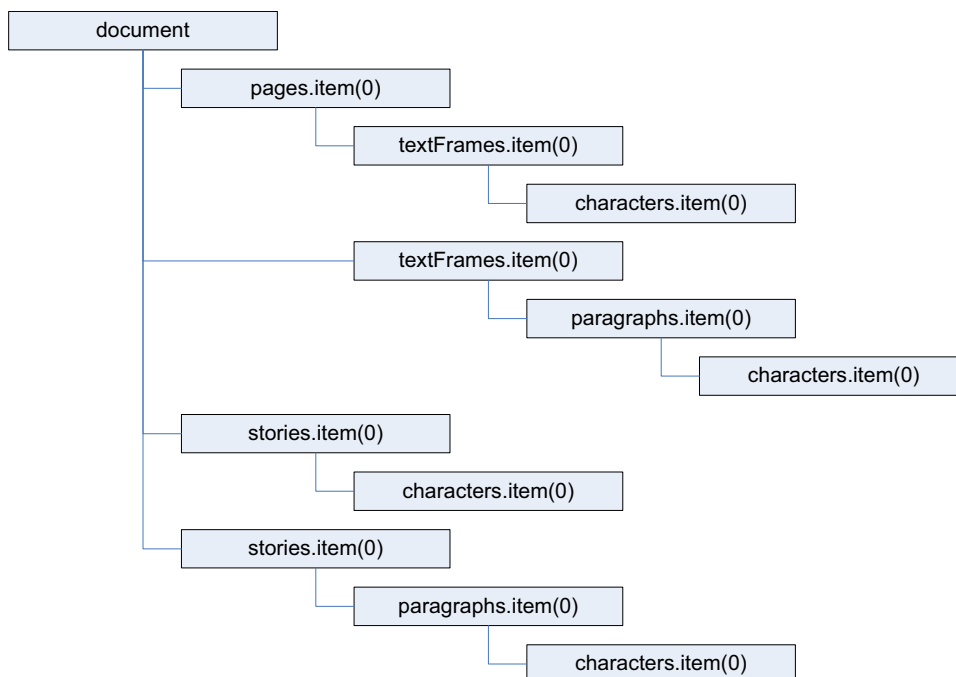 document
pages.item(0)
textFrames.item(0)
characters.item(0)
textFrames.item(0)
paragraphs.item(0)
characters.item(0)
stories.item(0)
characters.item(0)
stories.item(0)
paragraphs.item(0)
characters.item(0)